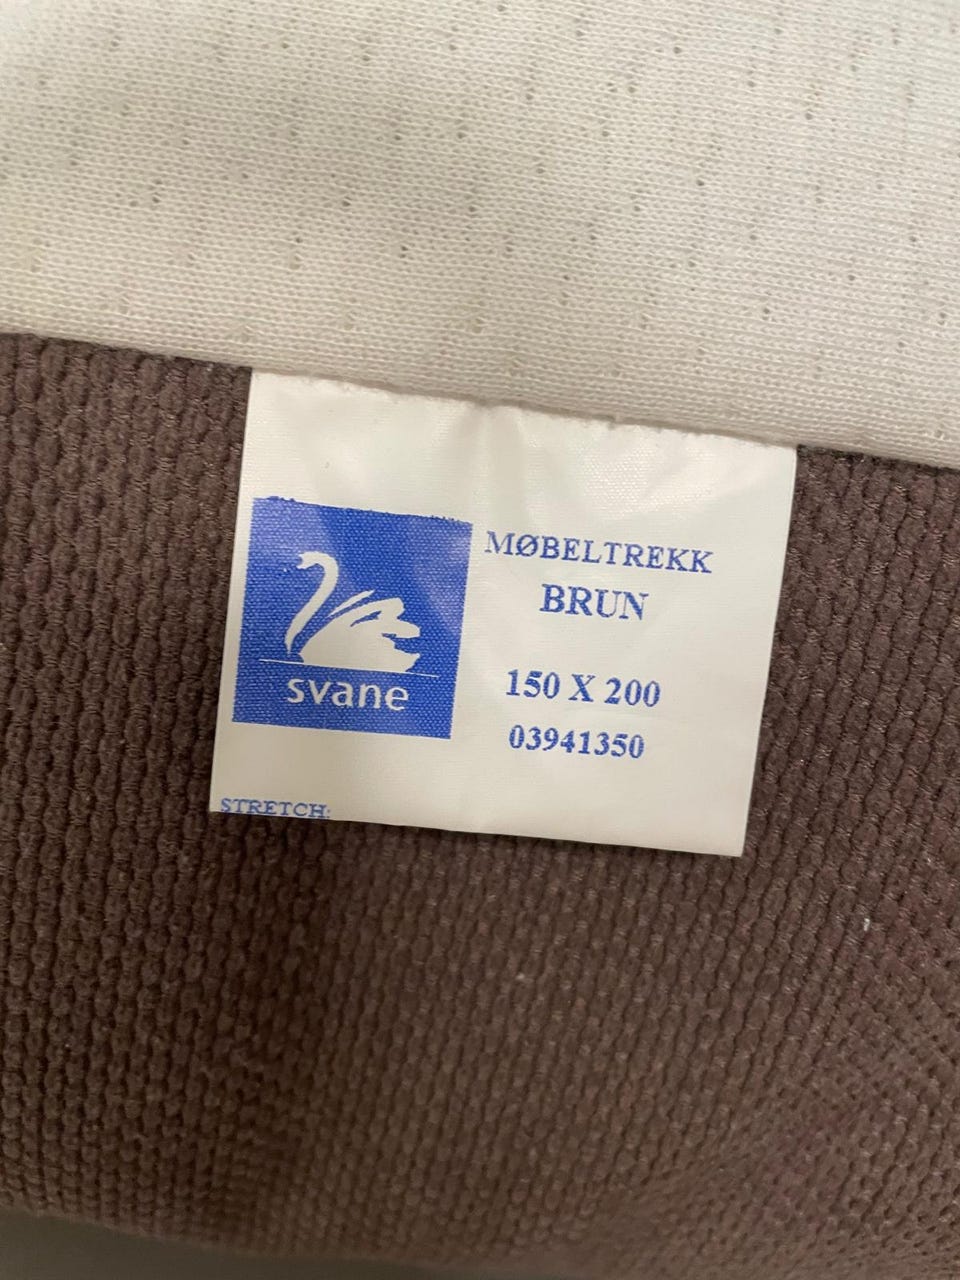 svane
MØBELTREKK
BRUN
150 X 200
03941350
STRETCH: